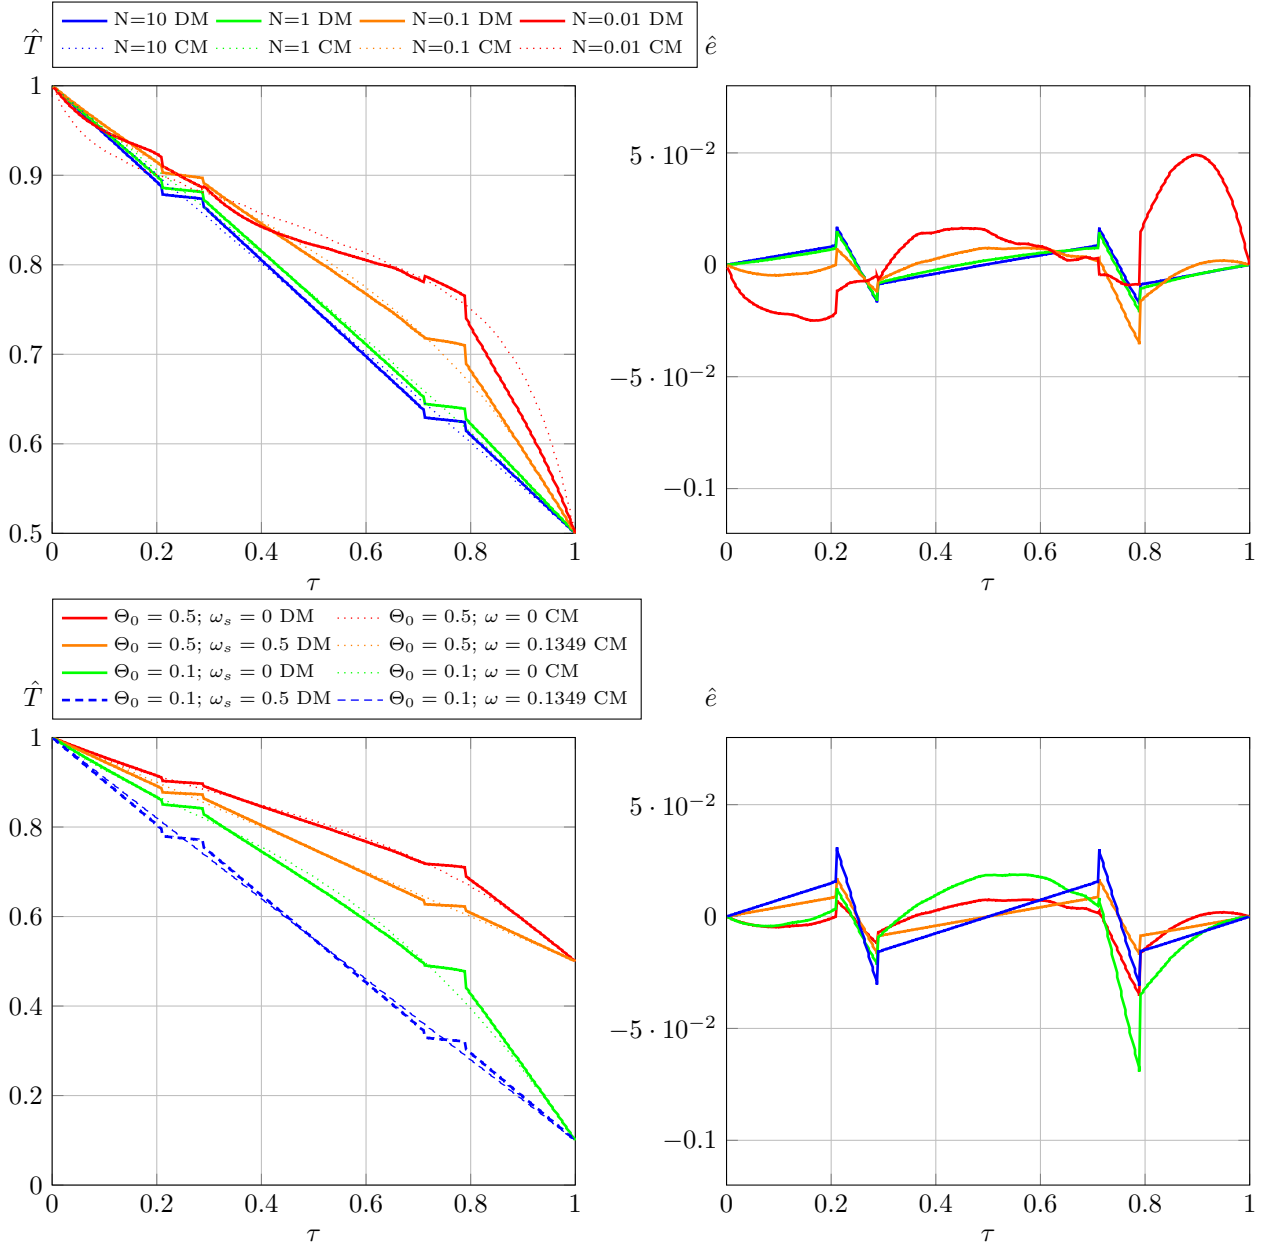 N=10 DM N=1 DM N=0.1 DM N=0.01 DM
N=10 CM N=1 CM N=0.1 CM N=0.01 CM
T̂
1
0.9
0.8
0.7
0.6
0.5
0 0.2 0.4 0.6 0.8 1
τ
ê
5 · 10⁻²
0
−5 · 10⁻²
−0.1
0 0.2 0.4 0.6 0.8 1
τ
Θ₀ = 0.5; ωₛ = 0 DM Θ₀ = 0.5; ω = 0 CM
Θ₀ = 0.5; ωₛ = 0.5 DM Θ₀ = 0.5; ω = 0.1349 CM
Θ₀ = 0.1; ωₛ = 0 DM Θ₀ = 0.1; ω = 0 CM
Θ₀ = 0.1; ωₛ = 0.5 DM Θ₀ = 0.1; ω = 0.1349 CM
T̂
1
0.8
0.6
0.4
0.2
0
0 0.2 0.4 0.6 0.8 1
τ
ê
5 · 10⁻²
0
−5 · 10⁻²
−0.1
0 0.2 0.4 0.6 0.8 1
τ